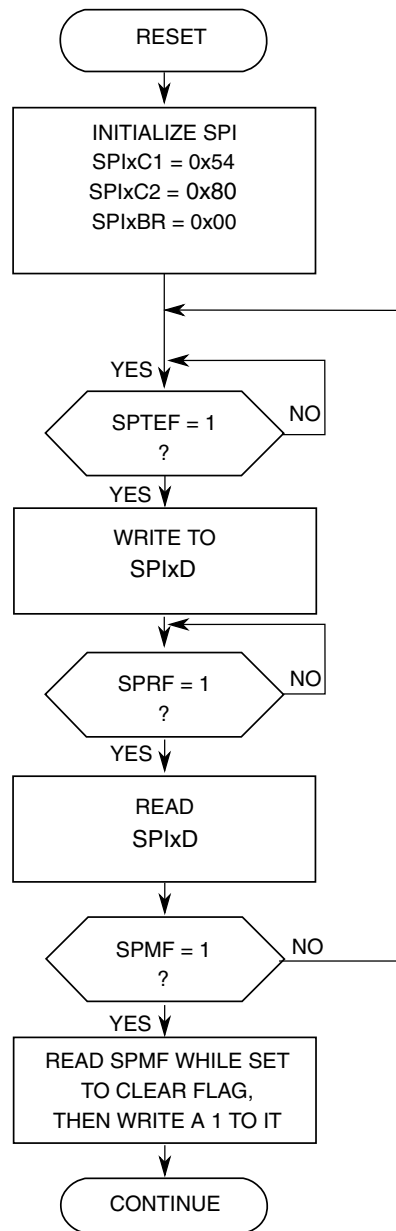 RESET
INITIALIZE SPI
SPIxC1 = 0x54
SPIxC2 = 0x80
SPIxBR = 0x00
YES
SPTEF = 1
?
NO
YES
WRITE TO
SPIxD
SPRF = 1
?
NO
YES
READ
SPIxD
SPMF = 1
?
NO
YES
READ SPMF WHILE SET
TO CLEAR FLAG,
THEN WRITE A 1 TO IT
CONTINUE